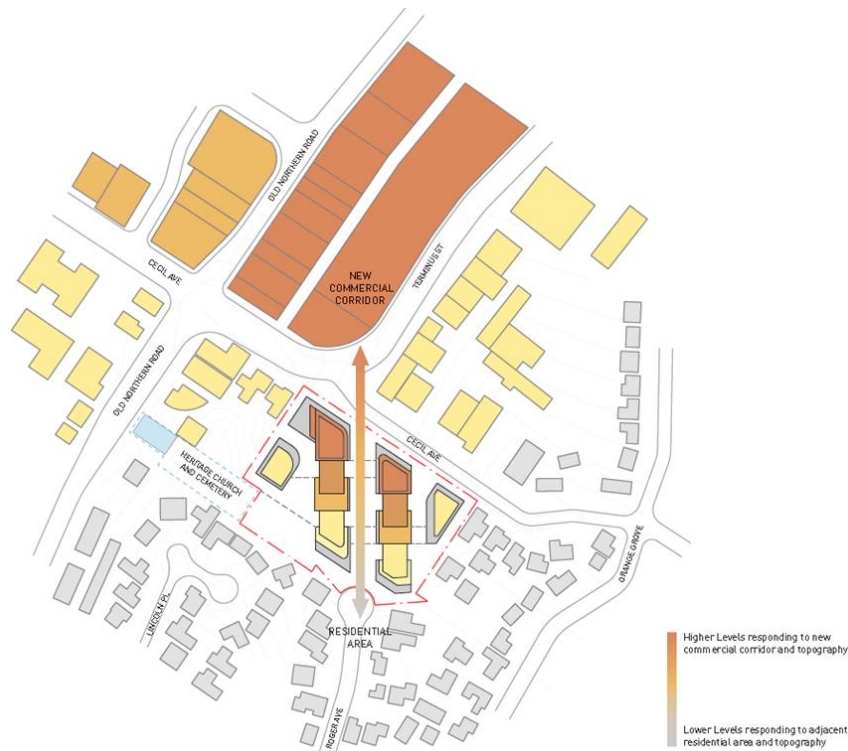 OLD NORTHERN ROAD
CECIL AVE
TERMINUS ST
NEW
COMMERCIAL
CORRIDOR
OLD NORTHERN ROAD
CECIL AVE
HERITAGE CHURCH
AND CEMETERY
ORANGE GROVE
LINCOLN PL
RESIDENTIAL
AREA
ROGER AVE
Higher Levels responding to new
commercial corridor and topography
Lower Levels responding to adjacent
residential area and topography